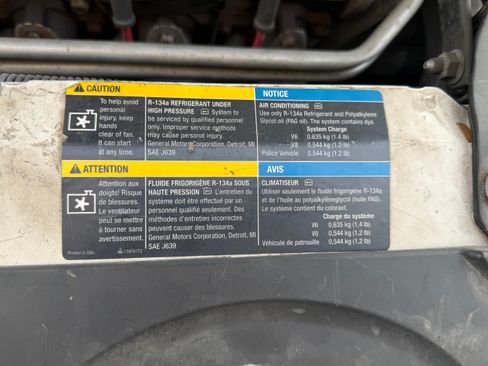 CAUTION
To help avoid
personal
injury, keep
hands
clear of fan.
It can start
at any time.
R-134a REFRIGERANT UNDER
HIGH PRESSURE System to
be serviced by qualified personnel
only. Improper service methods
may cause personal injury.
General Motors Corporation, Detroit, MI
SAE J639
NOTICE
AIR CONDITIONING
Use only R-134a Refrigerant and Polyalkylene
Glycol oil (PAG oil). The system contains dye.
System Charge
V6 0.635 kg (1.4 lb)
V8 0.544 kg (1.2 lb)
Police Vehicle 0.544 kg (1.2 lb)
ATTENTION
Attention aux
doigts! Risque
de blessures.
Le ventilateur
peut se mettre
à tourner sans
avertissement.
Printed in USA
FLUIDE FRIGORIGÈNE R-134a SOUS
HAUTE PRESSION L'entretien du
système doit être effectué par un
personnel qualifié seulement. Des
méthodes d'entretien incorrectes
peuvent causer des blessures.
General Motors Corporation, Detroit, MI
SAE J639
AVIS
CLIMATISEUR
Utiliser seulement le fluide frigorigène R-134a
et de l'huile au polyalkylèneglycol (huile PAG).
Le système contient du colorant.
Charge du système
V6 0,635 kg (1.4 lb)
V8 0,544 kg (1.2 lb)
Véhicule de patrouille 0,544 kg (1.2 lb)